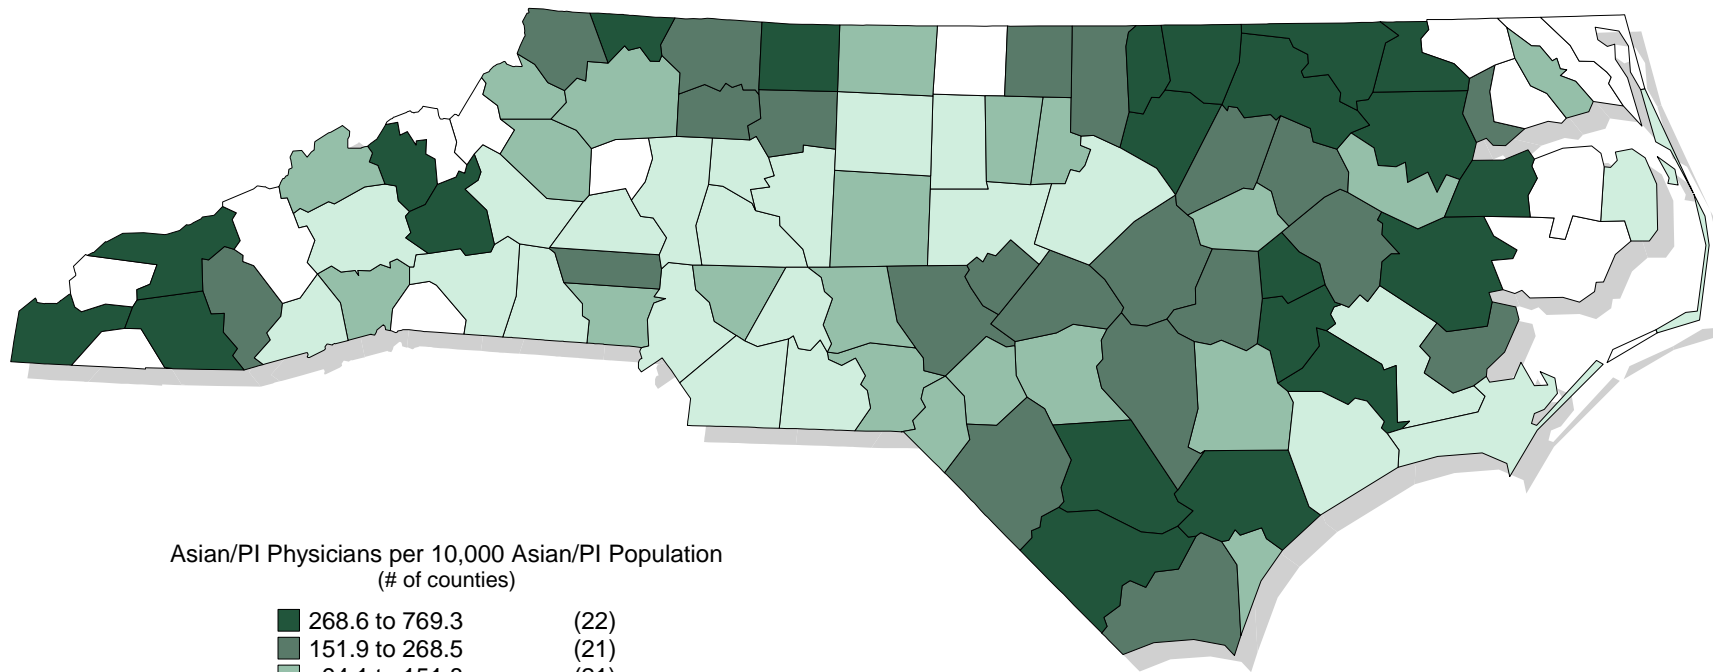 Asian/PI Physicians per 10,000 Asian/PI Population
(# of counties)
268.6 to 769.3 (22)
151.9 to 268.5 (21)